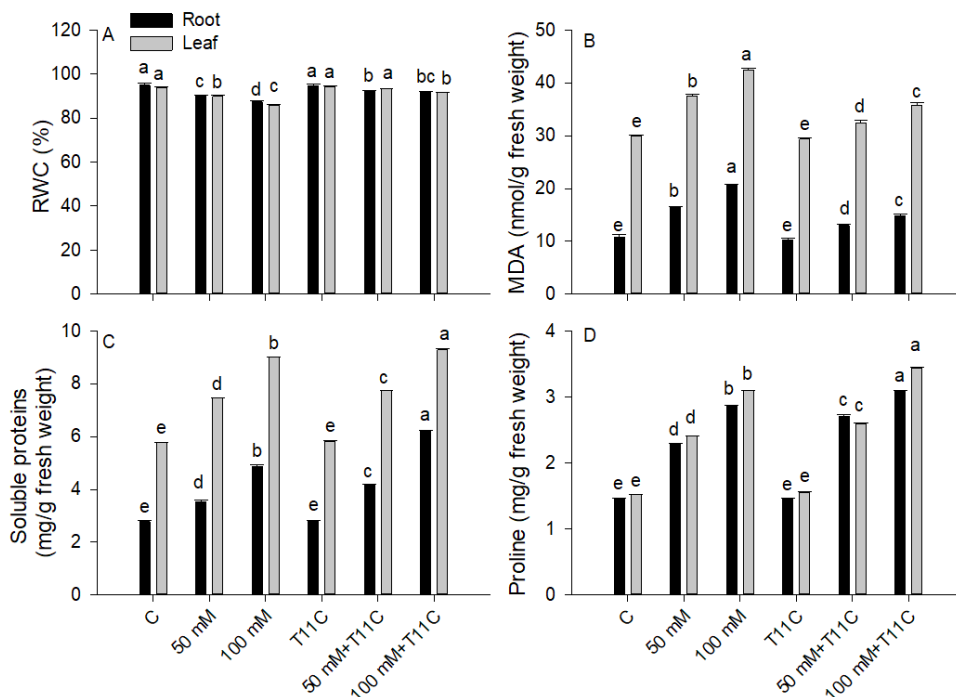 A
Root
Leaf
120
100
80
60
40
20
0
RWC (%)
a a
c b
d c
a a
b a
bc b
B
50
40
30
20
10
0
MDA (nmol/g fresh weight)
e e
b b
a a
e e
d d
c c
C
10
8
6
4
2
0
Soluble proteins
(mg/g fresh weight)
e e
d d
b b
e e
c c
a a
C
50 mM
100 mM
T11C
50 mM+T11C
100 mM+T11C
D
4
3
2
1
0
Proline (mg/g fresh weight)
e e
d d
b b
e e
c c
a a
C
50 mM
100 mM
T11C
50 mM+T11C
100 mM+T11C